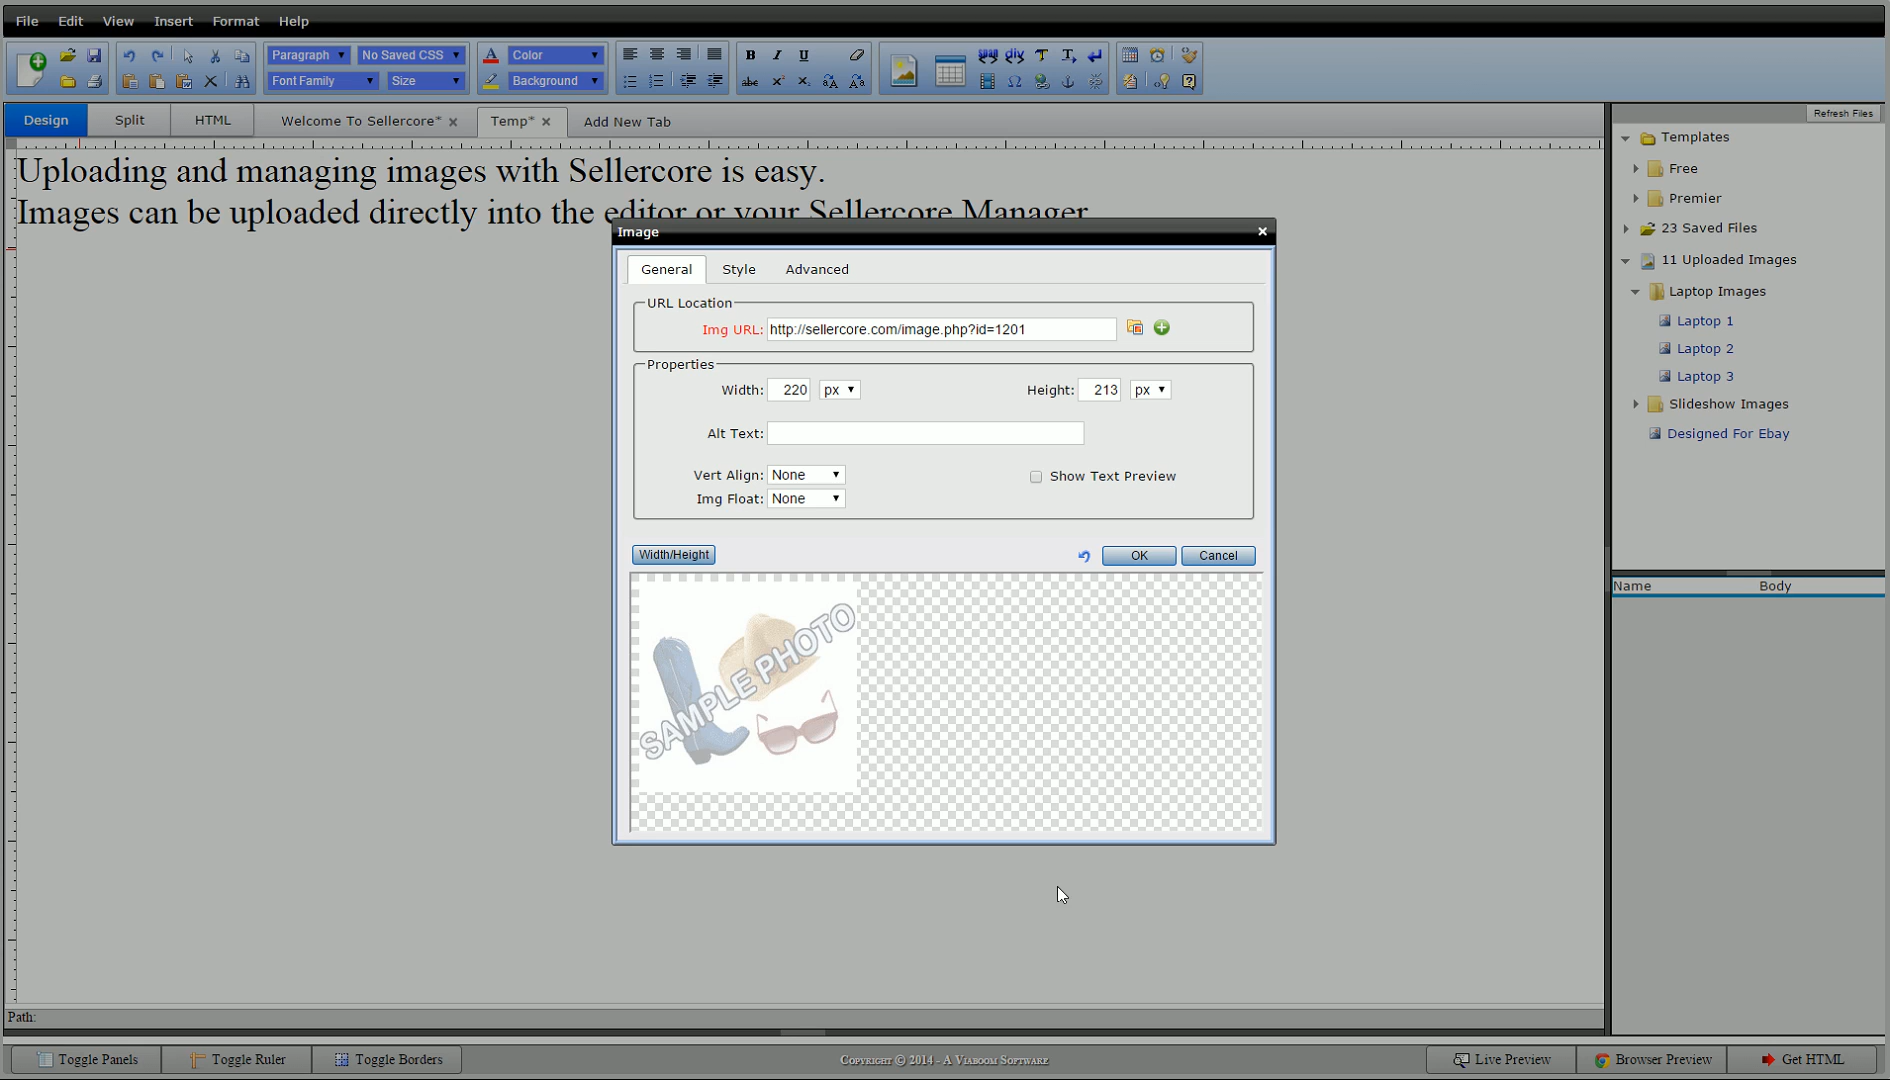 File Edit View Insert Format Help
Paragraph No Saved CSS Color
Font Family Size Background
Design Split HTML Welcome To Sellercore* Temp* Add New Tab
Refresh Files
Uploading and managing images with Sellercore is easy.
Images can be uploaded directly into the editor or your Sellercore Manager
Image
General Style Advanced
URL Location
Img URL: http://sellercore.com/image.php?id=1201
Properties
Width: 220 px Height: 213 px
Alt Text:
Vert Align: None Show Text Preview
Img Float: None
Width/Height OK Cancel
SAMPLE PHOTO
Templates
Free
Premier
23 Saved Files
11 Uploaded Images
Laptop Images
Laptop 1
Laptop 2
Laptop 3
Slideshow Images
Designed For Ebay
Name Body
Path:
Toggle Panels Toggle Ruler Toggle Borders Copyright © 2014 - A Viaboom Software Live Preview Browser Preview Get HTML